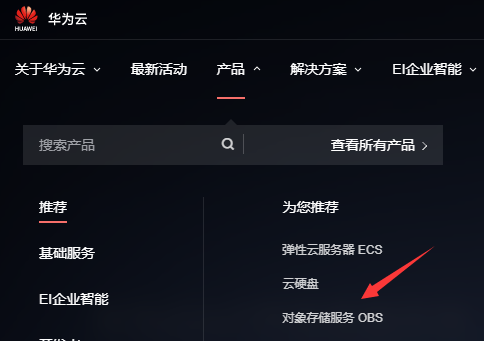 HUAWEI 华为云
关于华为云 最新活动 产品 解决方案 EI企业智能
搜索产品 查看所有产品
推荐 为您推荐
基础服务 弹性云服务器 ECS
云硬盘
EI企业智能
对象存储服务 OBS